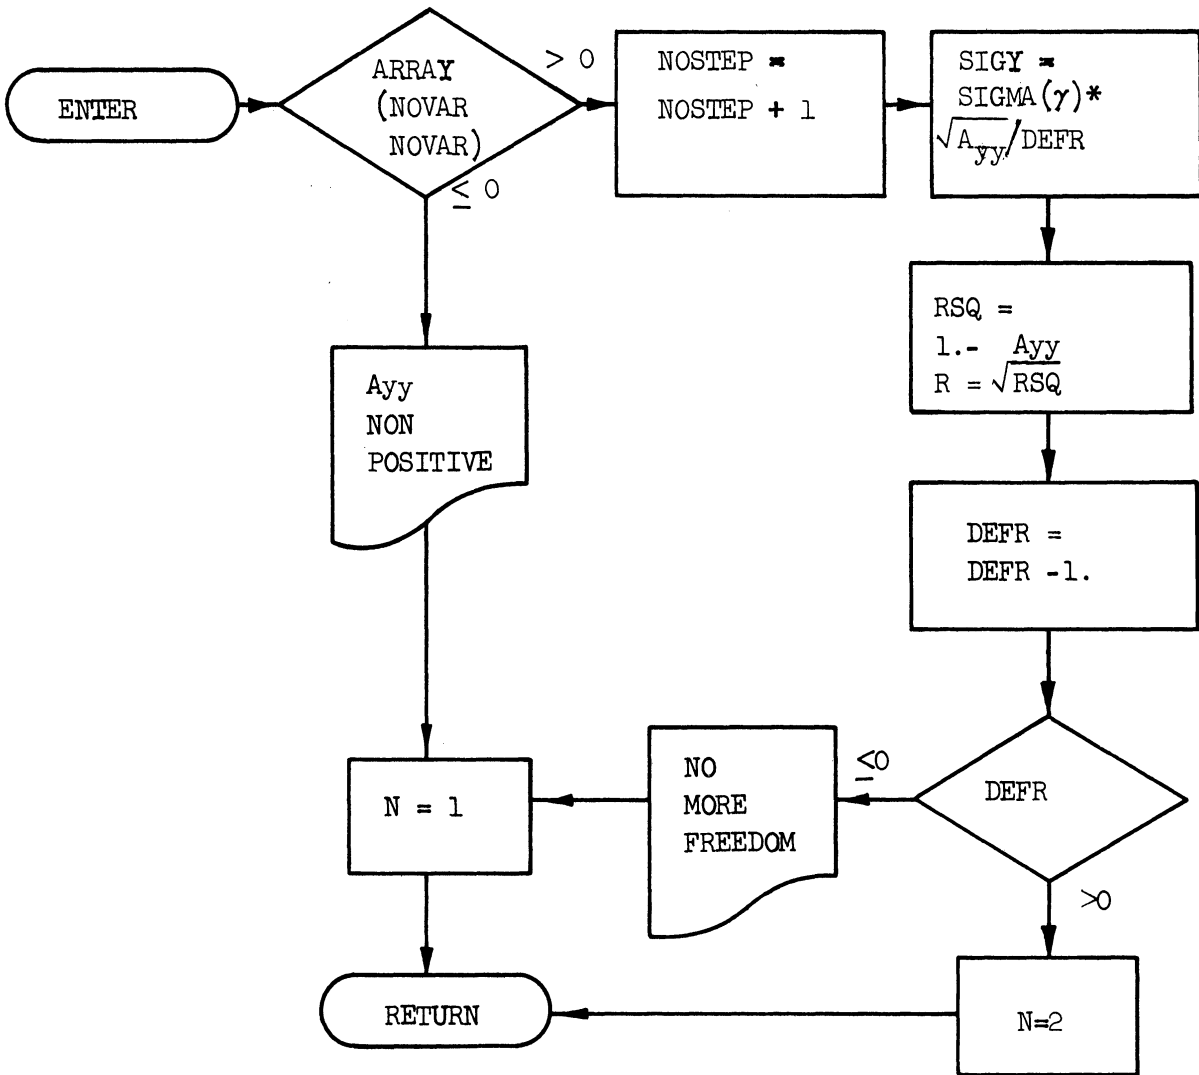 ENTER
ARRAY
(NOVAR
NOVAR)
> 0
≤ 0
NOSTEP =
NOSTEP + 1
SIGY =
SIGMA(γ)*
√Ayy/DEFR
RSQ =
1.- Ayy
R = √RSQ
Ayy
NON
POSITIVE
DEFR =
DEFR -1.
DEFR
≤0
>0
NO
MORE
FREEDOM
N = 1
N=2
RETURN